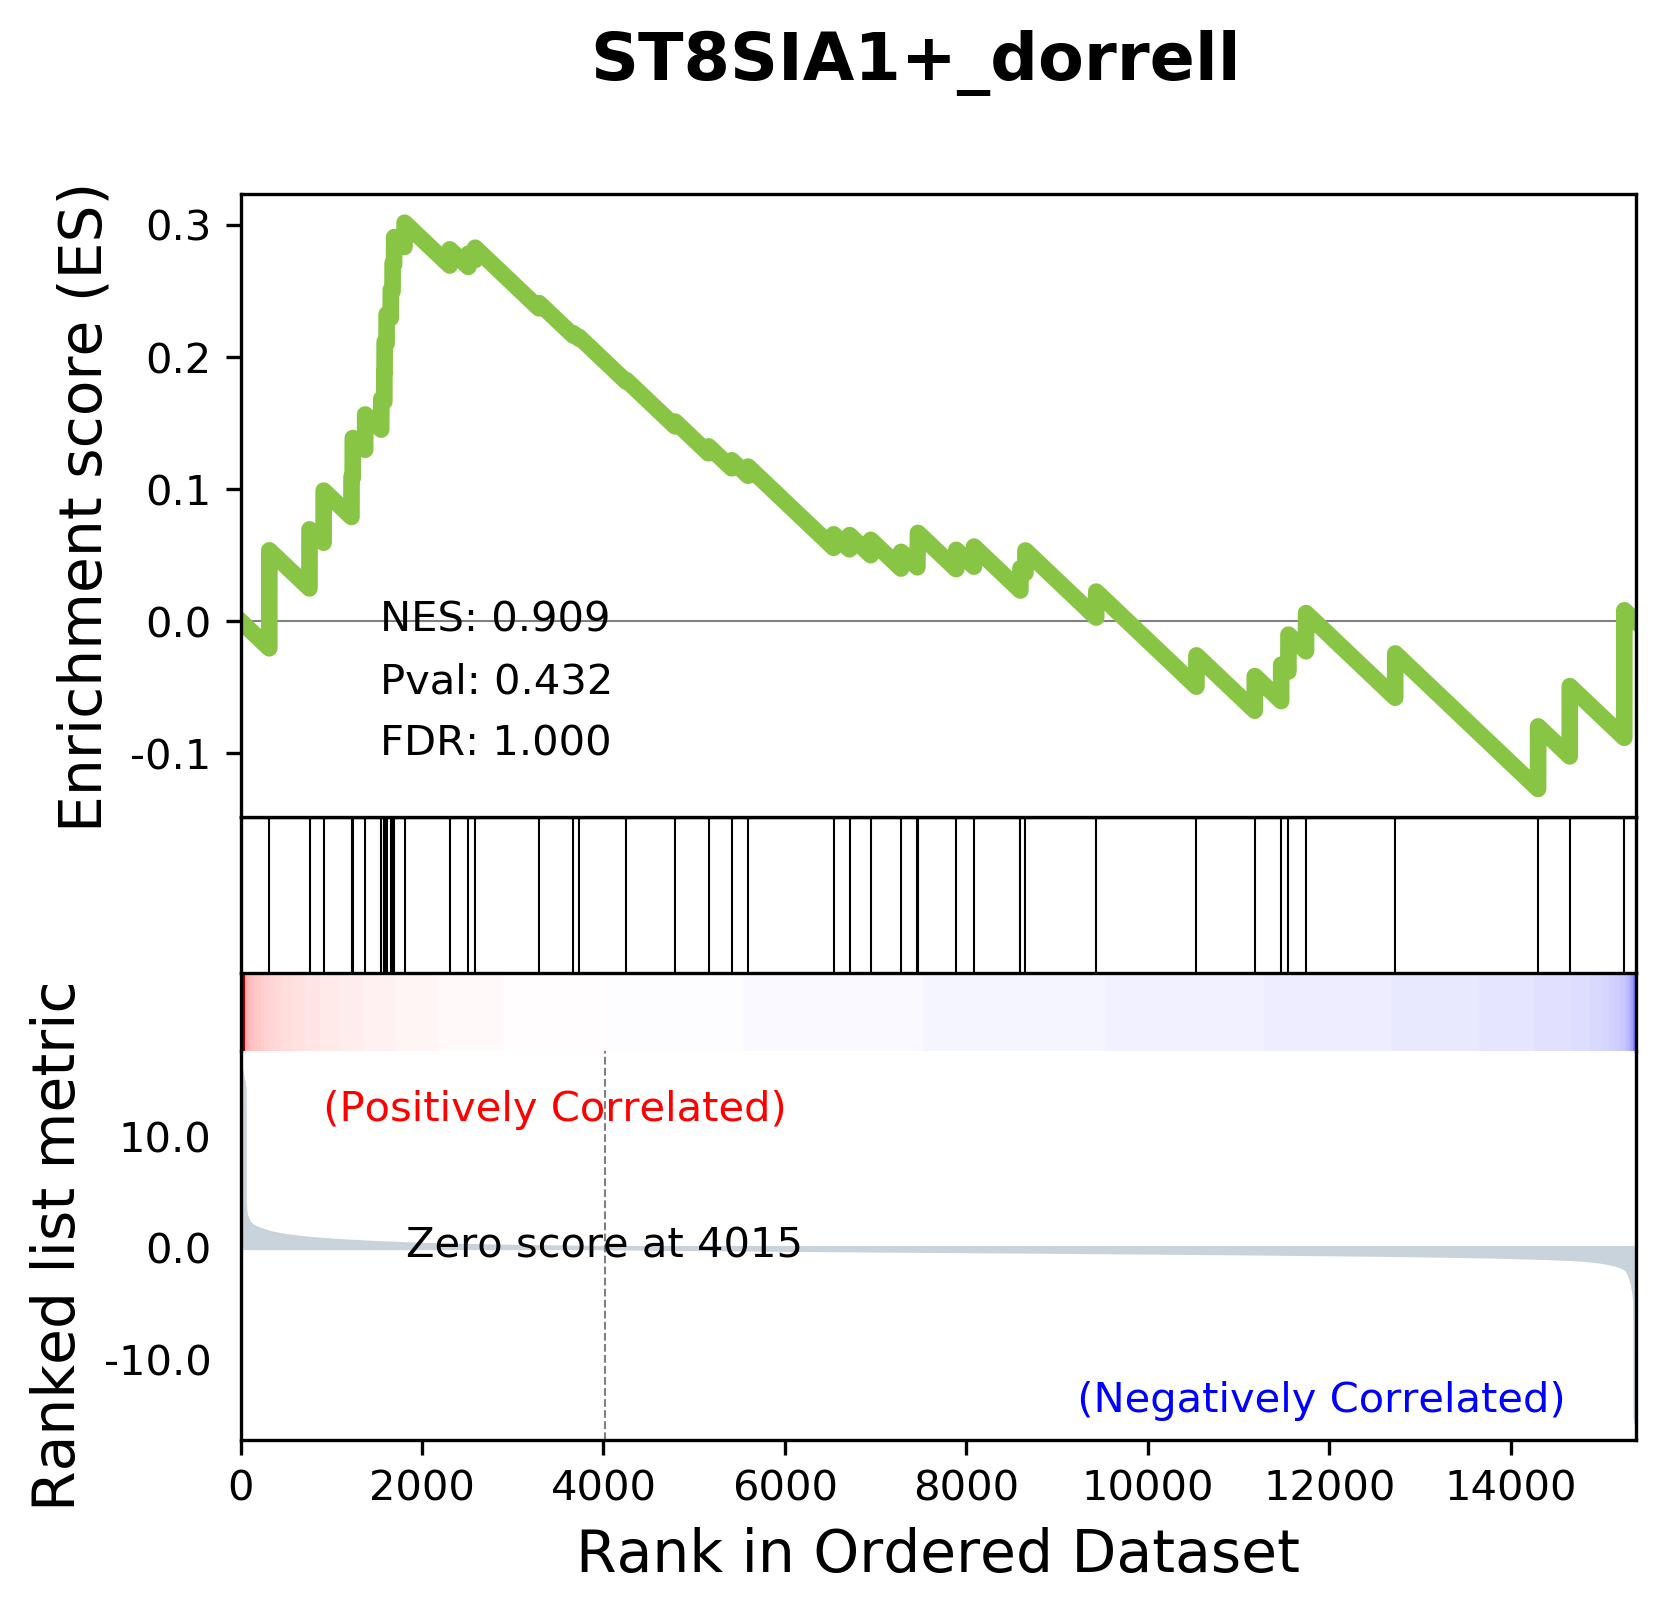 ST8SIA1+_dorrell
Enrichment score (ES)
0.3
0.2
0.1
0.0
-0.1
NES: 0.909
Pval: 0.432
FDR: 1.000
Ranked list metric
10.0
0.0
-10.0
(Positively Correlated)
Zero score at 4015
(Negatively Correlated)
0 2000 4000 6000 8000 10000 12000 14000
Rank in Ordered Dataset